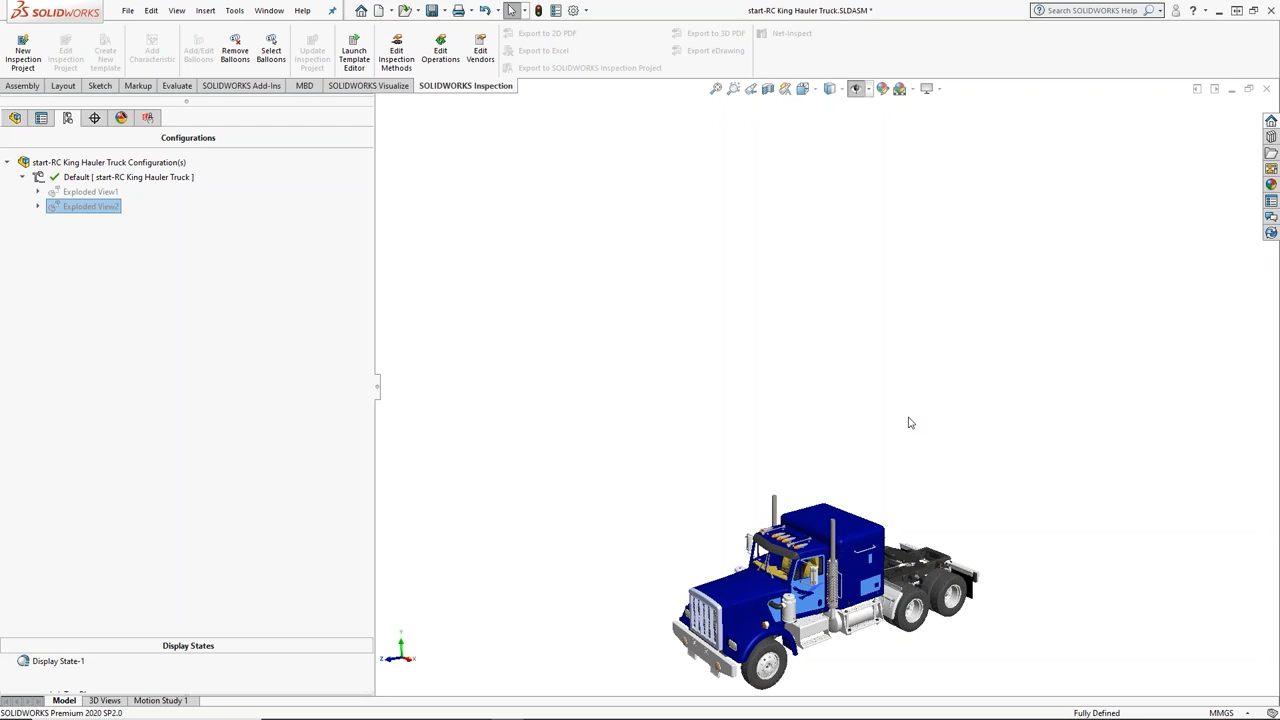 SOLIDWORKS
File Edit View Insert Tools Window Help
start-RC King Hauler Truck.SLDASM *
Search SOLIDWORKS Help
New Inspection Project
Edit Inspection Project
Create New template
Add Characteristic
Add/Edit Balloons
Remove Balloons
Select Balloons
Update Inspection Project
Launch Template Editor
Edit Inspection Methods
Edit Operations
Edit Vendors
Export to 2D PDF
Export to Excel
Export to SOLIDWORKS Inspection Project
Export to 3D PDF
Export eDrawing
Net-Inspect
Assembly Layout Sketch Markup Evaluate SOLIDWORKS Add-Ins MBD SOLIDWORKS Visualize SOLIDWORKS Inspection
Configurations
start-RC King Hauler Truck Configuration(s)
Default [ start-RC King Hauler Truck ]
Exploded View1
Exploded View2
Y
Z X
Display States
Display State-1
Model 3D Views Motion Study 1
SOLIDWORKS Premium 2020 SP2.0
Fully Defined
MMGS